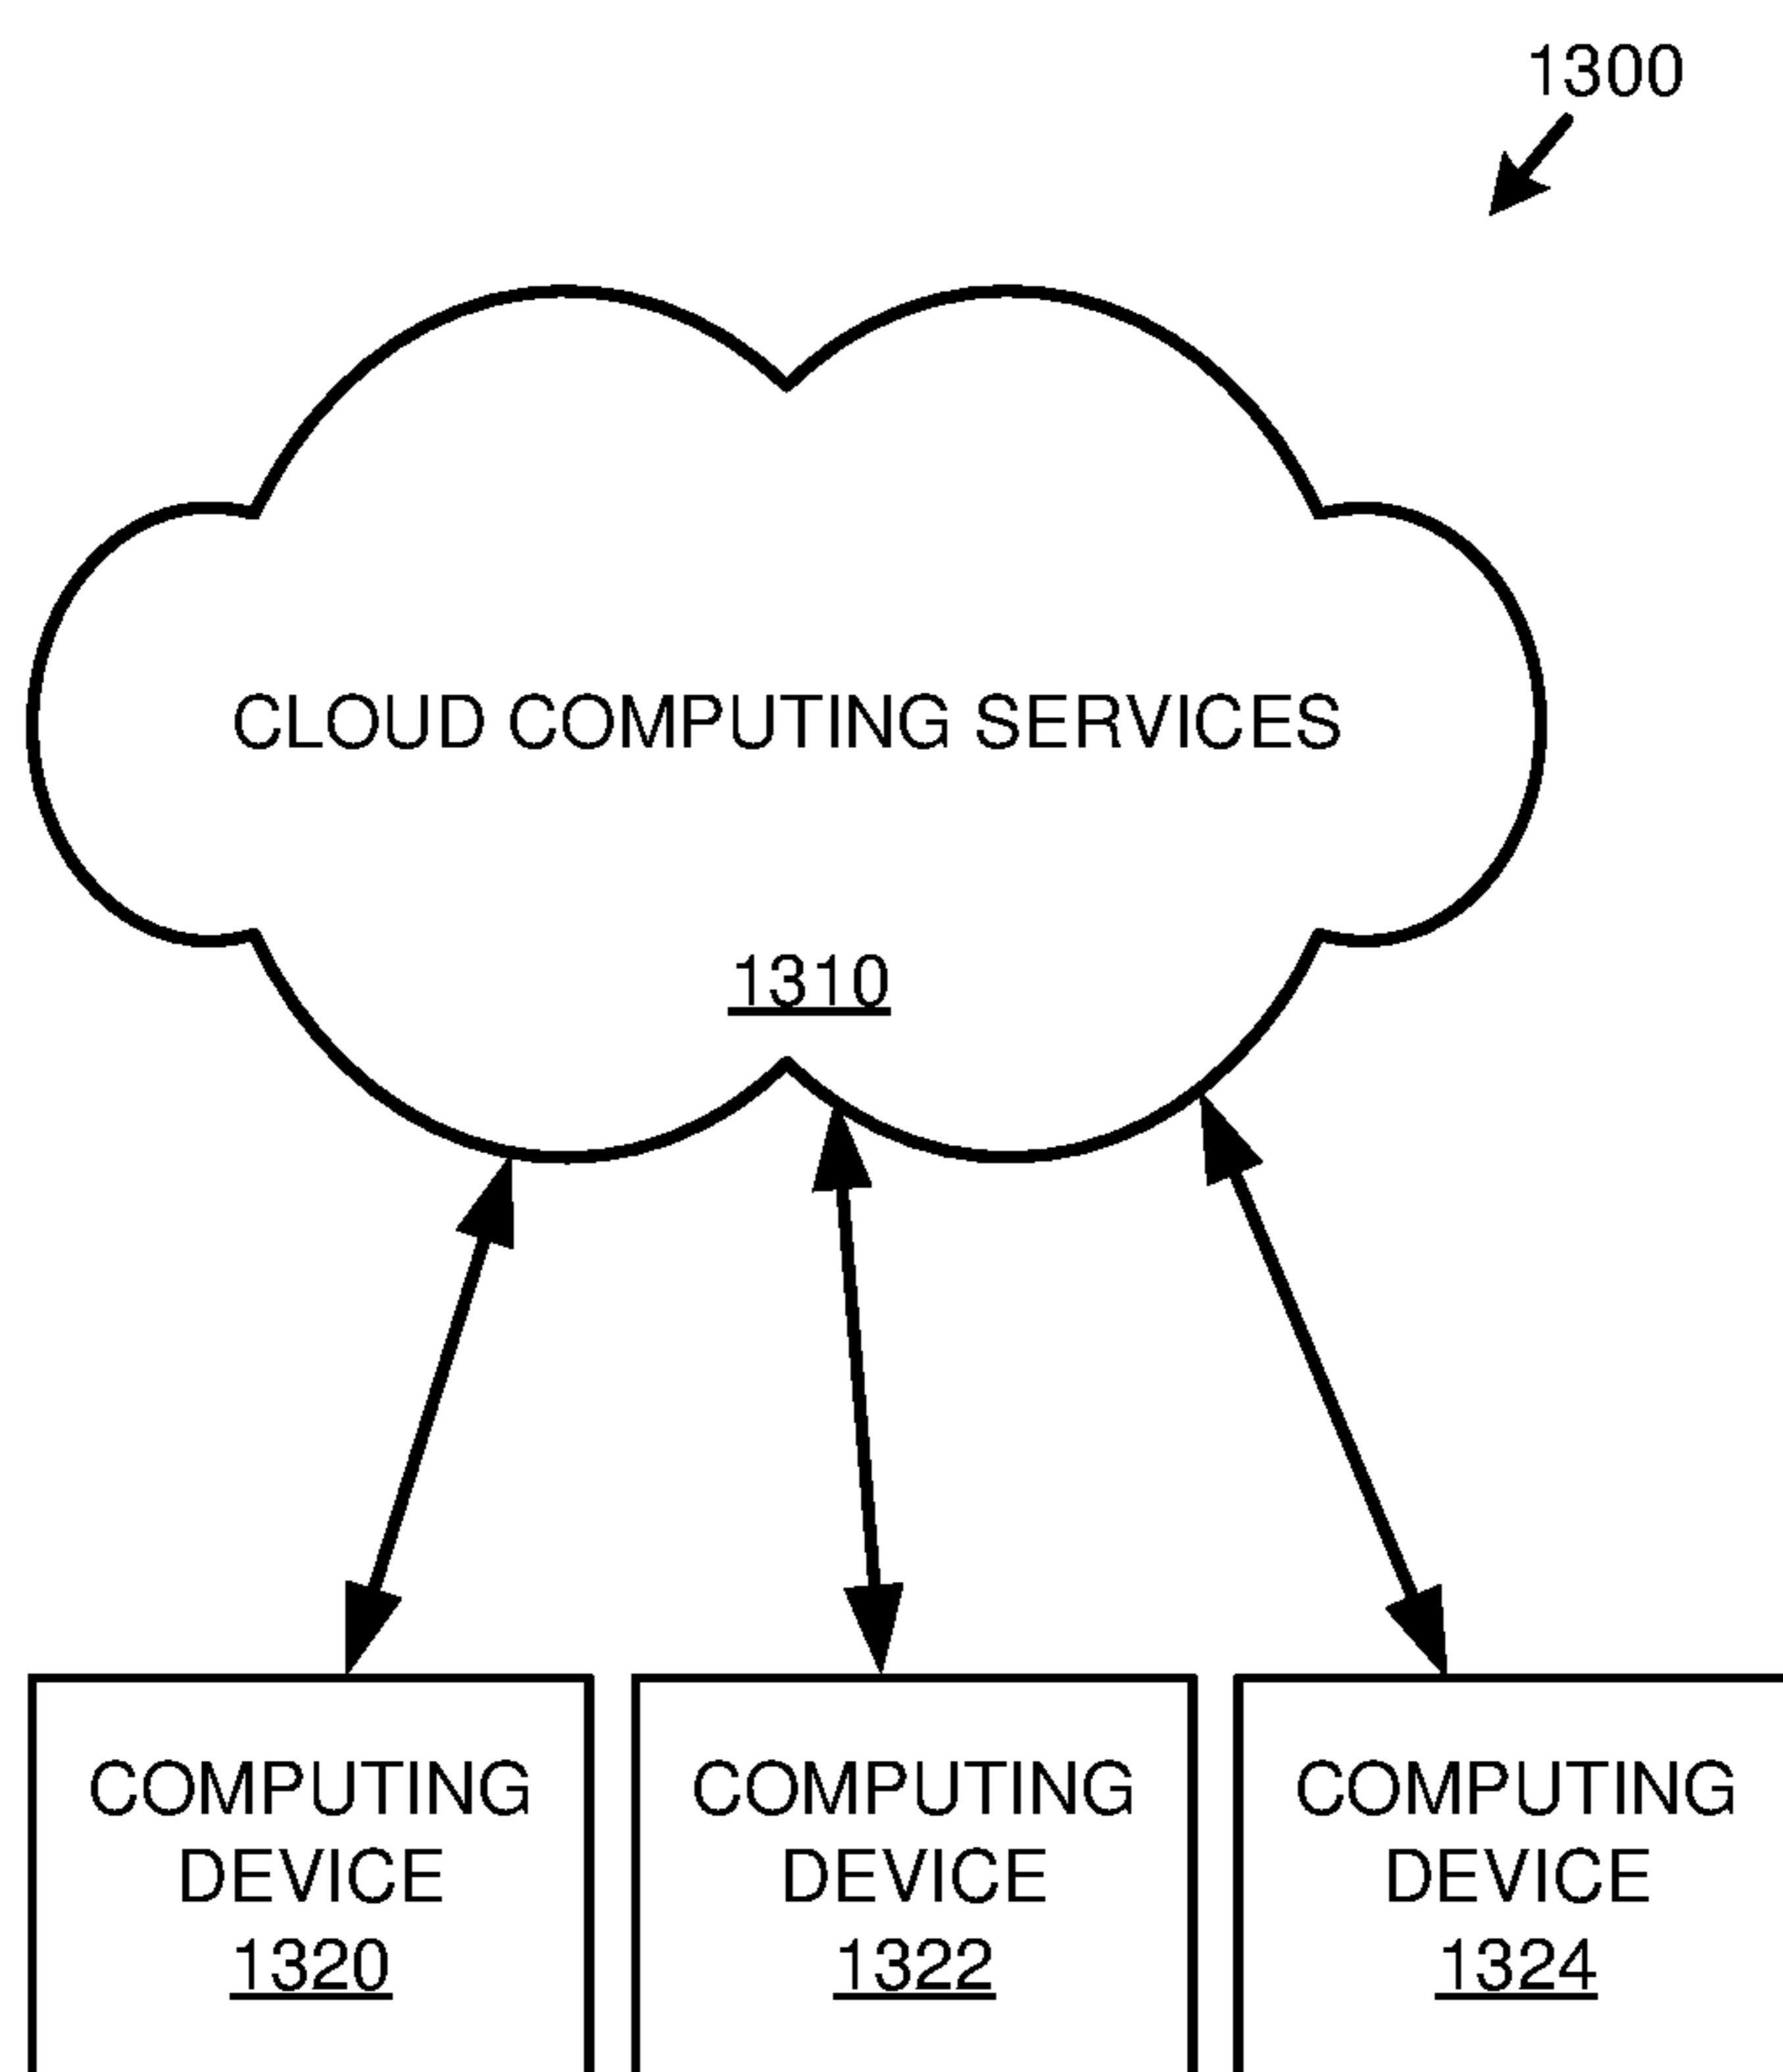 1300
CLOUD COMPUTING SERVICES
1310
COMPUTING
DEVICE
1320
COMPUTING
DEVICE
1322
COMPUTING
DEVICE
1324